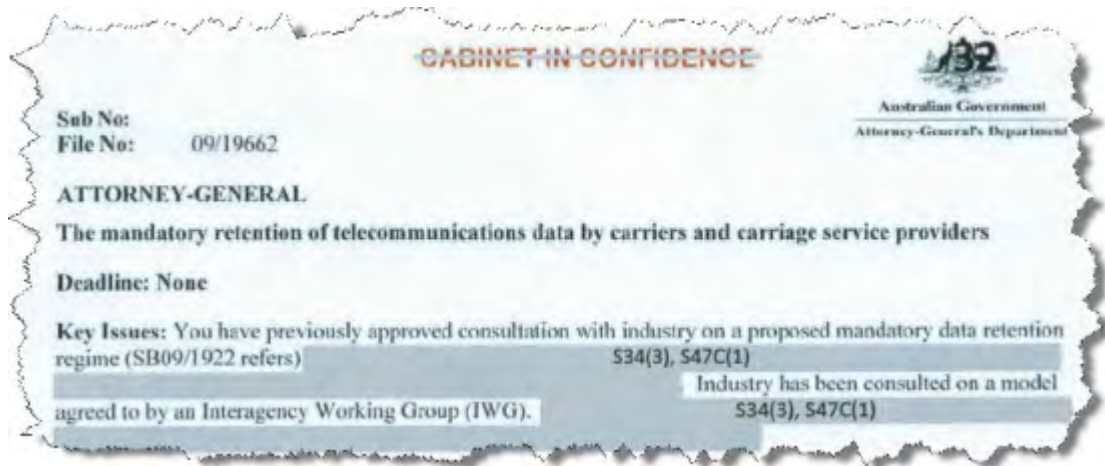 CABINET IN CONFIDENCE
132
Australian Government
Attorney-General's Department
Sub No:
File No: 09/19662
ATTORNEY-GENERAL
The mandatory retention of telecommunications data by carriers and carriage service providers
Deadline: None
Key Issues: You have previously approved consultation with industry on a proposed mandatory data retention
regime (SB09/1922 refers) S34(3), S47C(1)
Industry has been consulted on a model
agreed to by an Interagency Working Group (IWG). S34(3), S47C(1)